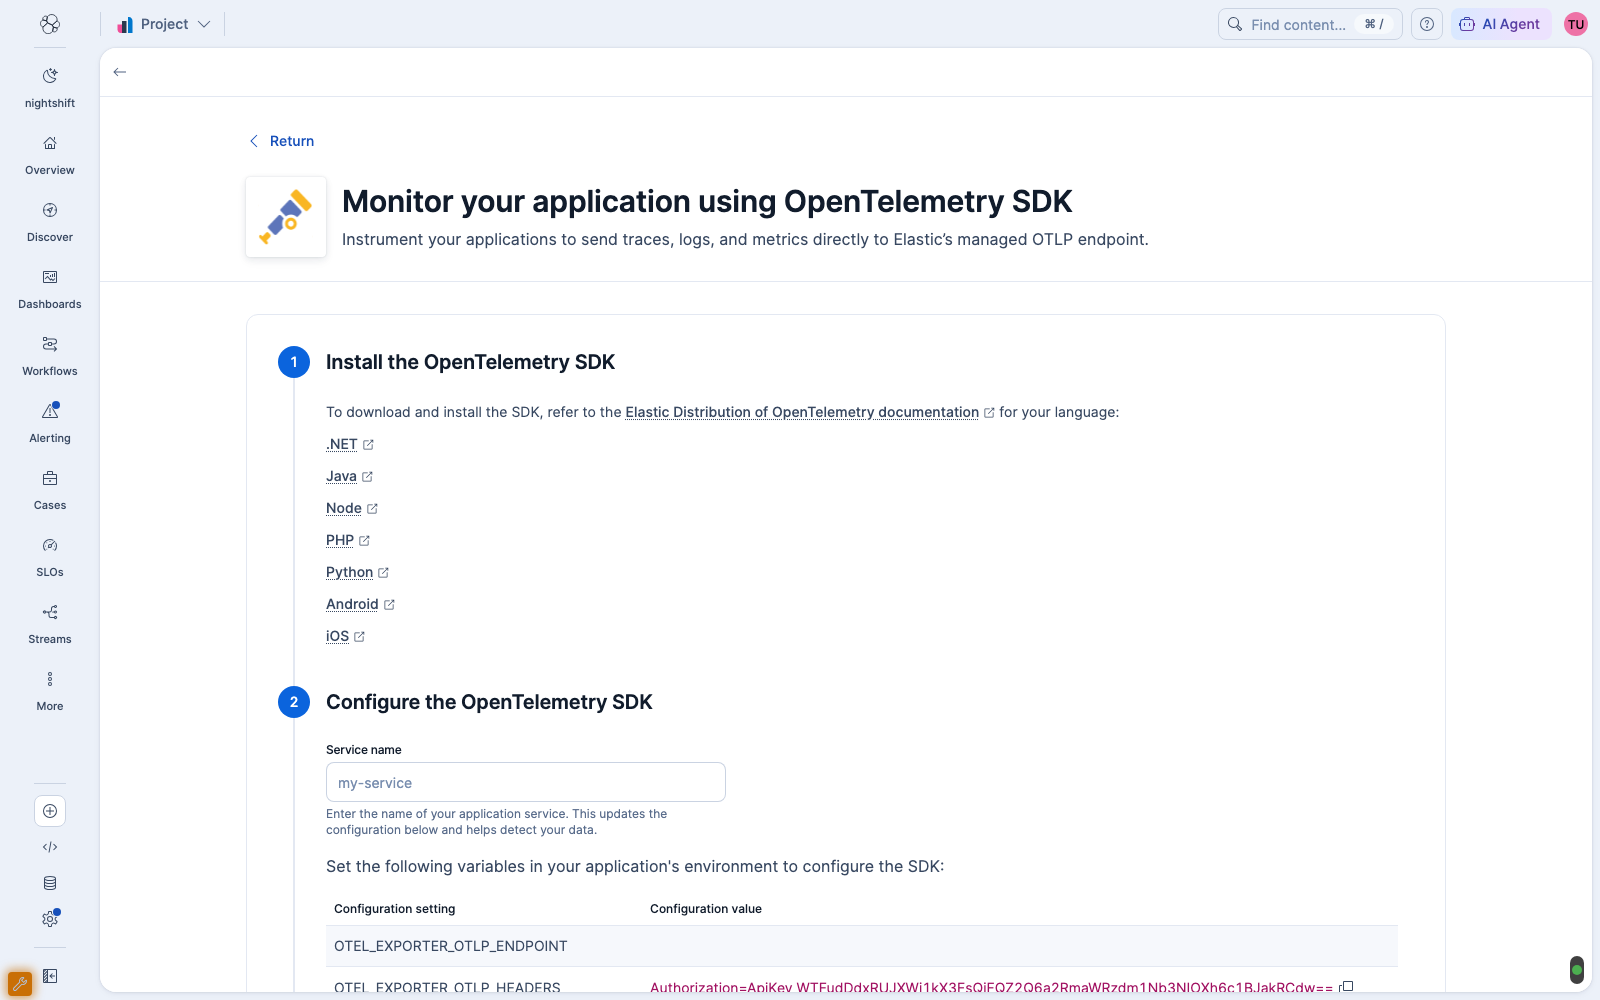 Project
Find content...
⌘ /
AI Agent
TU
nightshift
Overview
Discover
Dashboards
Workflows
Alerting
Cases
SLOs
Streams
More
Return
Monitor your application using OpenTelemetry SDK
Instrument your applications to send traces, logs, and metrics directly to Elastic’s managed OTLP endpoint.
1
Install the OpenTelemetry SDK
To download and install the SDK, refer to the Elastic Distribution of OpenTelemetry documentation for your language:
.NET
Java
Node
PHP
Python
Android
iOS
2
Configure the OpenTelemetry SDK
Service name
my-service
Enter the name of your application service. This updates the
configuration below and helps detect your data.
Set the following variables in your application's environment to configure the SDK:
Configuration setting
Configuration value
OTEL_EXPORTER_OTLP_ENDPOINT
OTEL_EXPORTER_OTLP_HEADERS
Authorization=ApiKey